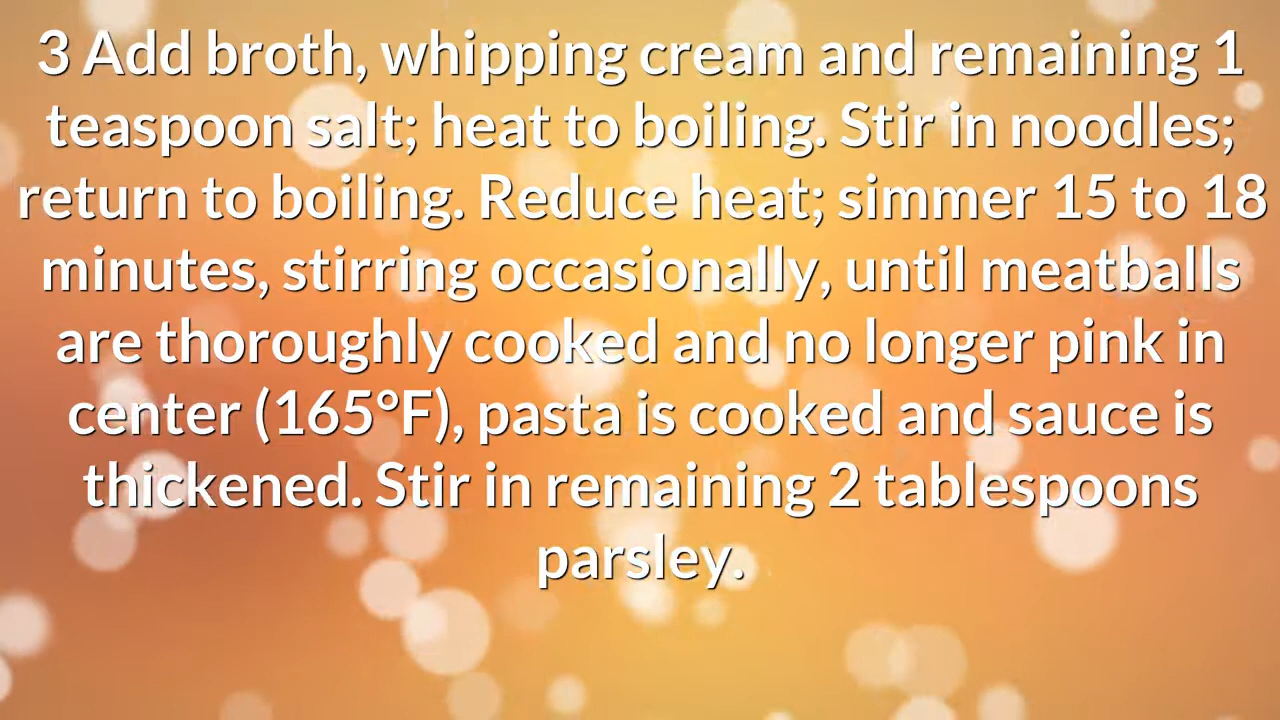 3 Add broth, whipping cream and remaining 1
teaspoon salt; heat to boiling. Stir in noodles;
return to boiling. Reduce heat; simmer 15 to 18
minutes, stirring occasionally, until meatballs
are thoroughly cooked and no longer pink in
center (165°F), pasta is cooked and sauce is
thickened. Stir in remaining 2 tablespoons
parsley.